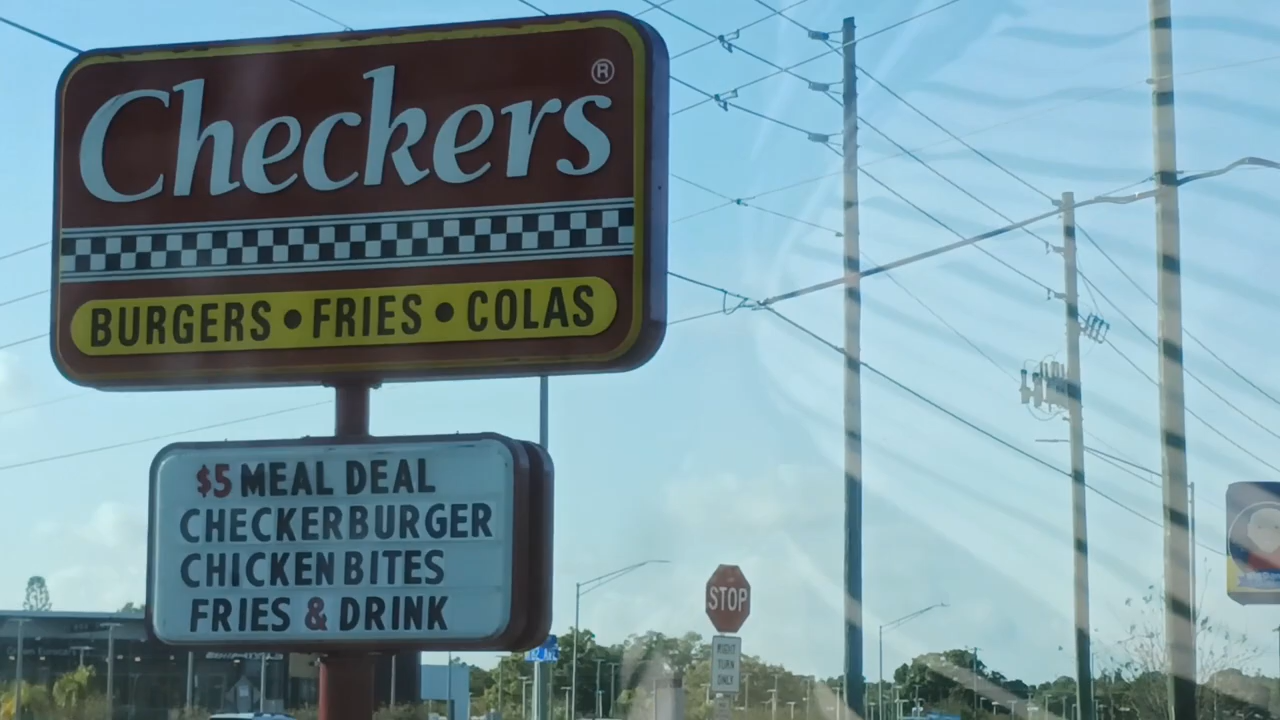 Checkers®
BURGERS • FRIES • COLAS
$5 MEAL DEAL
CHECKERBURGER
CHICKEN BITES
FRIES & DRINK
STOP
RIGHT
TURN
ONLY